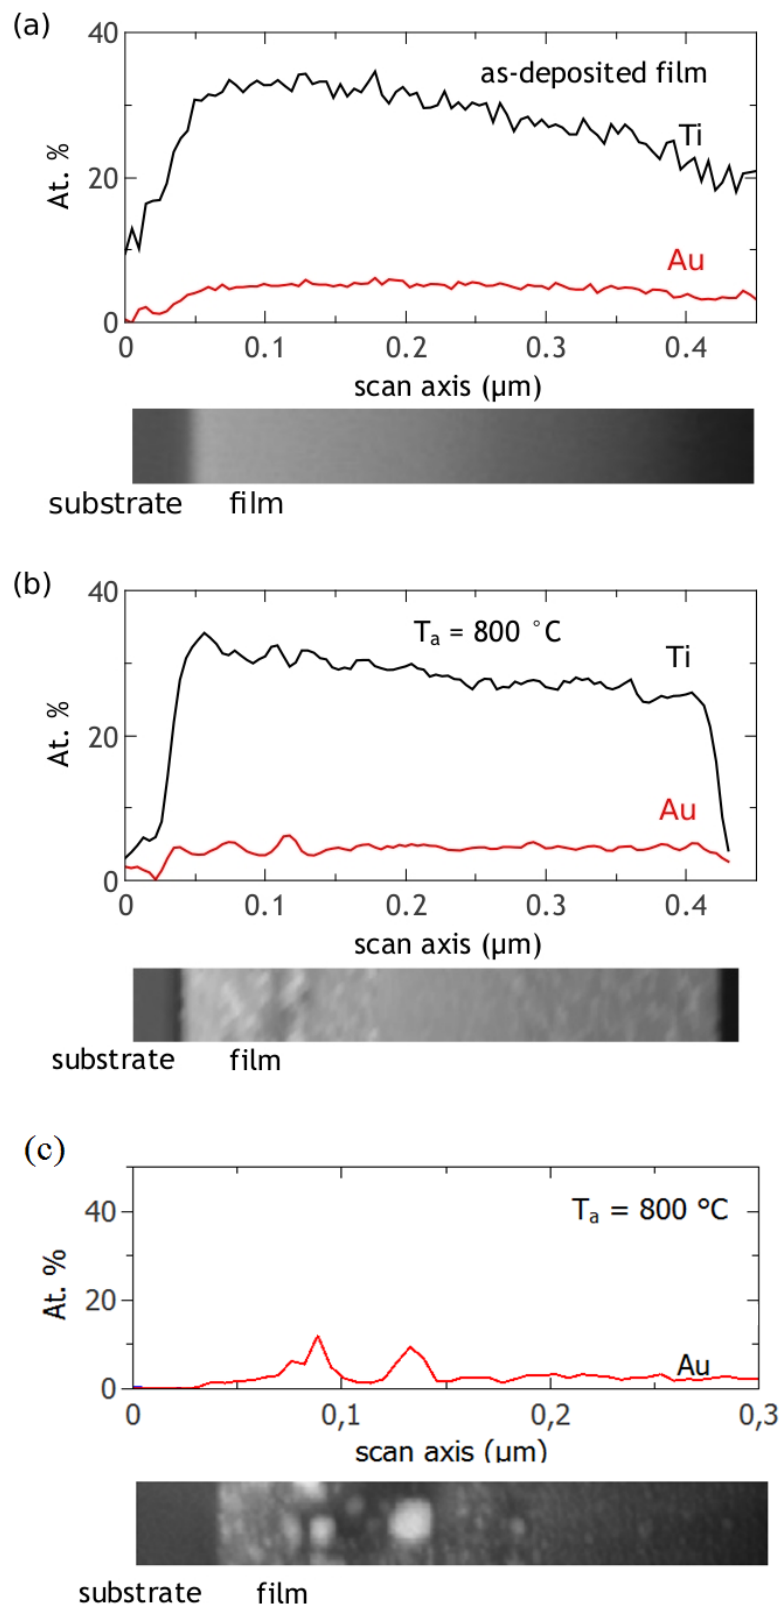 (a)
40
as-deposited film
Ti
At. %
20
Au
0
0 0.1 0.2 0.3 0.4
scan axis (µm)
substrate film
(b)
40
Tₐ = 800 °C
Ti
At. %
20
Au
0
0 0.1 0.2 0.3 0.4
scan axis (µm)
substrate film
(c)
40
Tₐ = 800 °C
At. %
20
Au
0
0 0,1 0,2 0,3
scan axis (µm)
substrate film